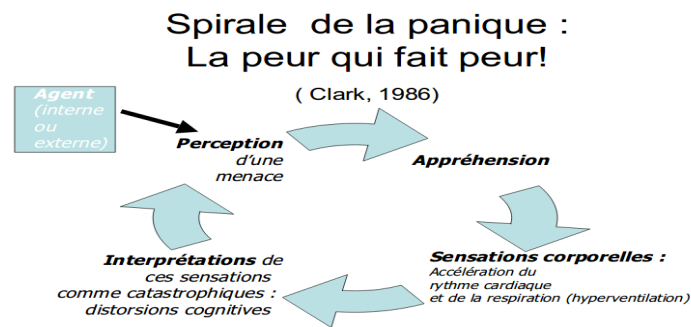 Spirale de la panique :
La peur qui fait peur!
( Clark, 1986)
Agent
(interne
ou
externe)
Perception
d'une
menace
Appréhension
Sensations corporelles :
Accélération du
rythme cardiaque
et de la respiration (hyperventilation)
Interprétations de
ces sensations
comme catastrophiques :
distorsions cognitives